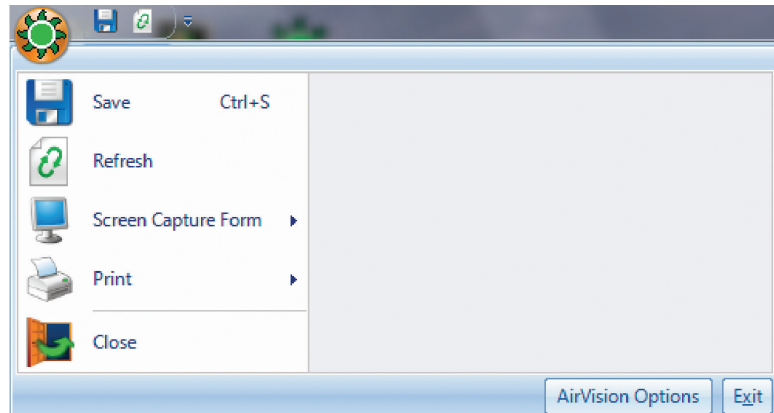 Save Ctrl+S
Refresh
Screen Capture Form
Print
Close
AirVision Options Exit